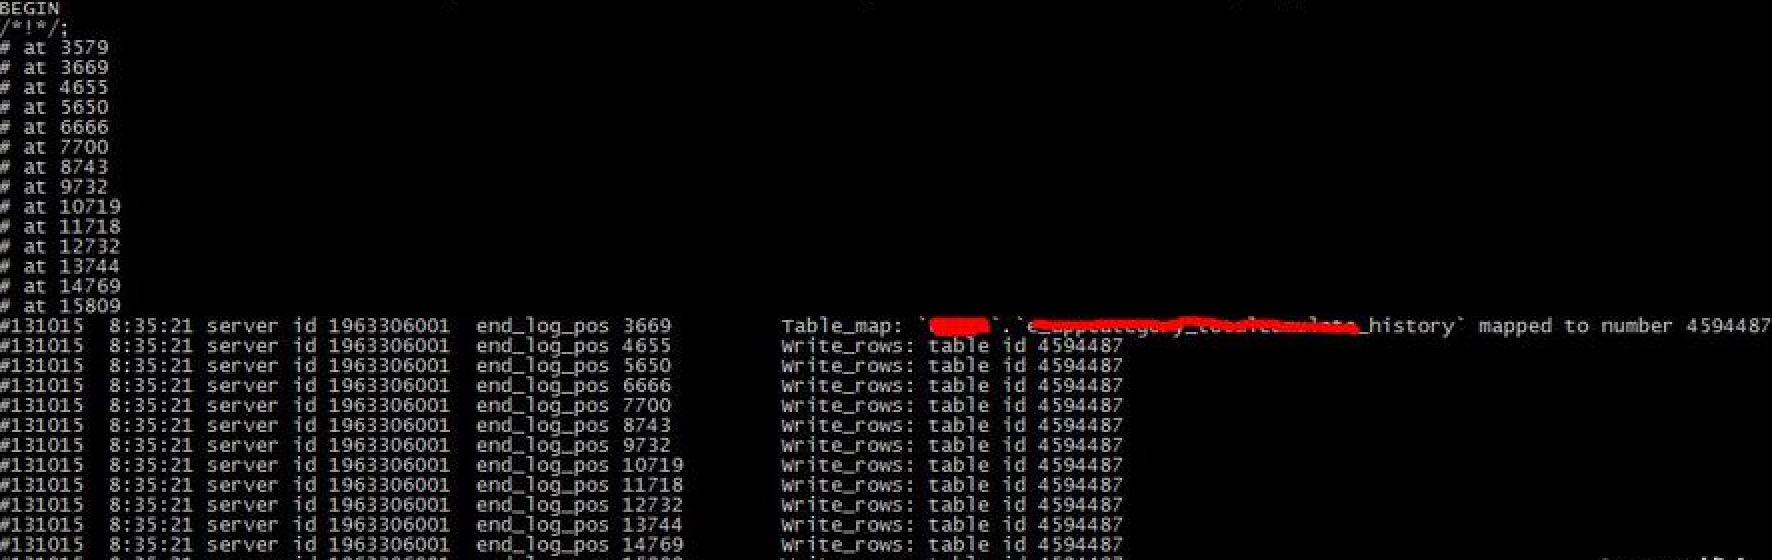 BEGIN
/*!*/;
# at 3579
# at 3669
# at 4655
# at 5650
# at 6666
# at 7700
# at 8743
# at 9732
# at 10719
# at 11718
# at 12732
# at 13744
# at 14769
# at 15809
#131015  8:35:21 server id 1963306001  end_log_pos 3669         Table_map: `    `.`    _history` mapped to number 4594487
#131015  8:35:21 server id 1963306001  end_log_pos 4655         Write_rows: table id 4594487
#131015  8:35:21 server id 1963306001  end_log_pos 5650         Write_rows: table id 4594487
#131015  8:35:21 server id 1963306001  end_log_pos 6666         Write_rows: table id 4594487
#131015  8:35:21 server id 1963306001  end_log_pos 7700         Write_rows: table id 4594487
#131015  8:35:21 server id 1963306001  end_log_pos 8743         Write_rows: table id 4594487
#131015  8:35:21 server id 1963306001  end_log_pos 9732         Write_rows: table id 4594487
#131015  8:35:21 server id 1963306001  end_log_pos 10719        Write_rows: table id 4594487
#131015  8:35:21 server id 1963306001  end_log_pos 11718        Write_rows: table id 4594487
#131015  8:35:21 server id 1963306001  end_log_pos 12732        Write_rows: table id 4594487
#131015  8:35:21 server id 1963306001  end_log_pos 13744        Write_rows: table id 4594487
#131015  8:35:21 server id 1963306001  end_log_pos 14769        Write_rows: table id 4594487